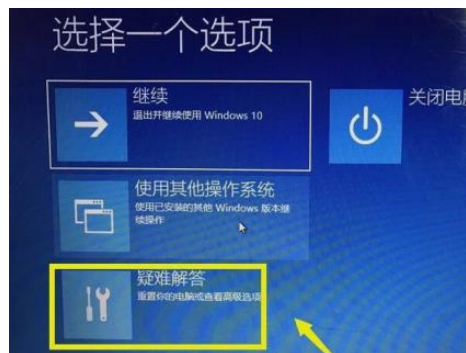 选择一个选项
继续
退出并继续使用 Windows 10
关闭电
使用其他操作系统
使用已安装的其他 Windows 版本继
续操作
疑难解答
重置你的电脑或查看高级选项